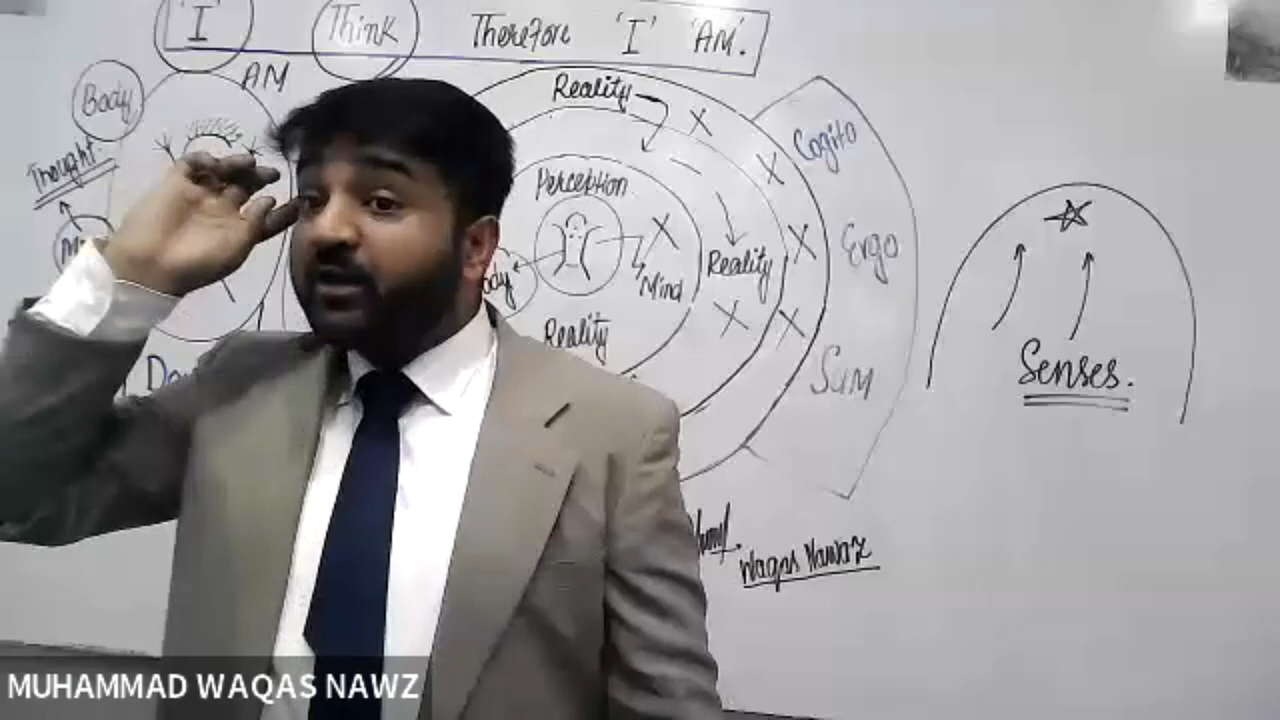 'I' Think Therefore 'I' 'AM'.
AM
Body
Thought
Reality
Cogito
Perception
Ergo
Reality
Mind
Reality
Sum
Senses.
Waqas Nawaz
MUHAMMAD WAQAS NAWZ